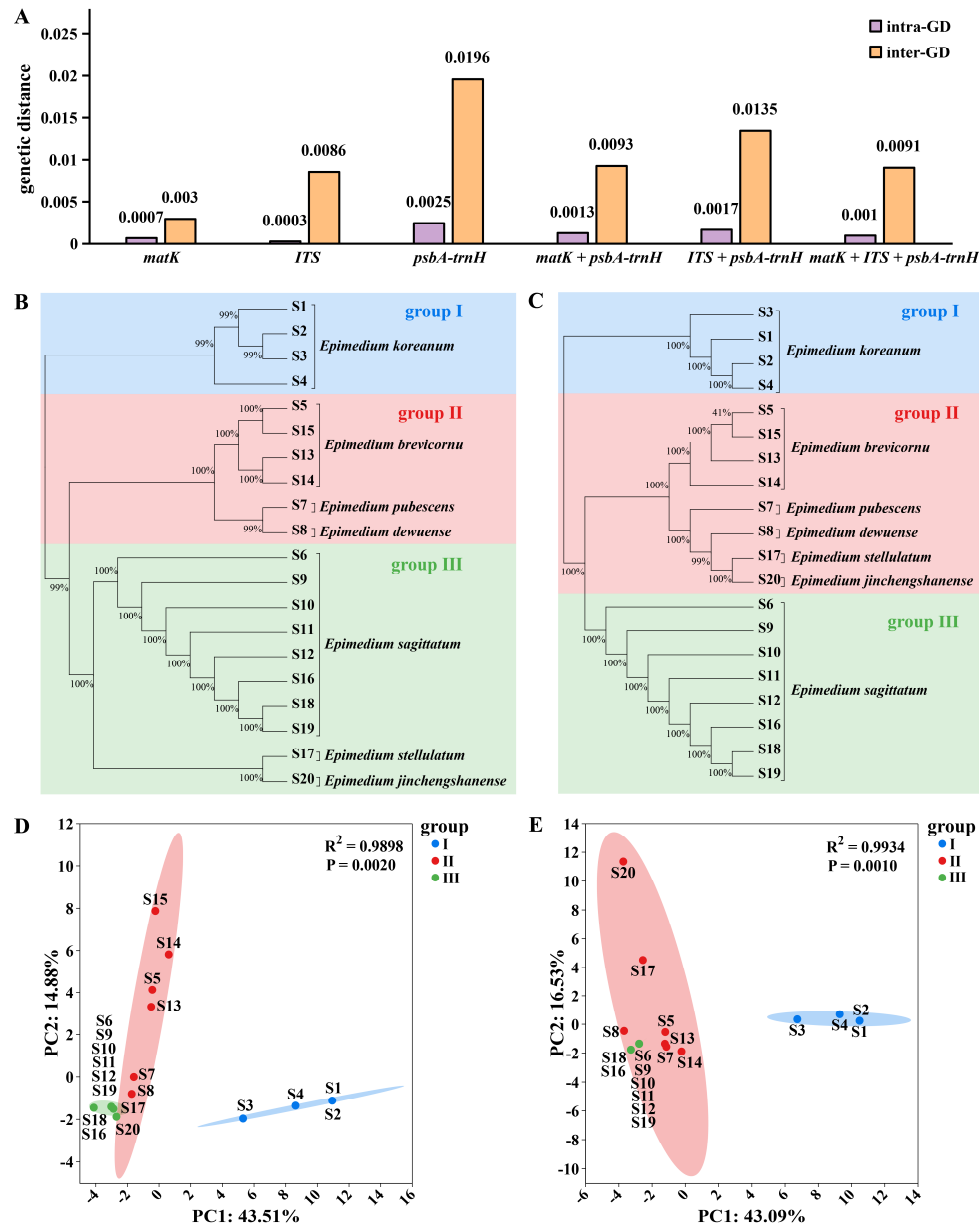 A
intra-GD
inter-GD
genetic distance
0.025
0.02
0.015
0.01
0.005
0
0.0007
0.003
0.0003
0.0086
0.0025
0.0196
0.0013
0.0093
0.0017
0.0135
0.001
0.0091
matK
ITS
psbA-trnH
matK + psbA-trnH
ITS + psbA-trnH
matK + ITS + psbA-trnH
B
group I
S1
S2
S3
S4
Epimedium koreanum
99%
99%
99%
group II
S5
S15
S13
S14
Epimedium brevicornu
S7 Epimedium pubescens
S8 Epimedium dewuense
100%
100%
100%
100%
99%
group III
S6
S9
S10
S11
S12
S16
S18
S19
Epimedium sagittatum
S17 Epimedium stellulatum
S20 Epimedium jinchengshanense
99%
100%
100%
100%
100%
100%
100%
100%
100%
100%
C
group I
S3
S1
S2
S4
Epimedium koreanum
100%
100%
100%
group II
S5
S15
S13
S14
Epimedium brevicornu
S7 Epimedium pubescens
S8 Epimedium dewuense
S17 Epimedium stellulatum
S20 Epimedium jinchengshanense
41%
100%
100%
100%
100%
100%
99%
100%
group III
S6
S9
S10
S11
S12
S16
S18
S19
Epimedium sagittatum
100%
100%
100%
100%
100%
100%
100%
100%
D
group
I
II
III
R2 = 0.9898
P = 0.0020
PC2: 14.88%
12
10
8
6
4
2
0
-2
-4
S15
S14
S5
S13
S6
S9
S10
S11
S12
S19
S7
S8
S17
S18
S16
S20
S3
S4
S1
S2
-4
-2
0
2
4
6
8
10
12
14
16
PC1: 43.51%
E
group
I
II
III
R2 = 0.9934
P = 0.0010
PC2: 16.53%
14
12
10
8
6
4
2
0
-2
-4
-6
-8
-10
S20
S17
S8
S5
S13
S7
S14
S18
S16
S6
S9
S10
S11
S12
S19
S3
S4
S2
S1
-6
-4
-2
0
2
4
6
8
10
12
14
PC1: 43.09%